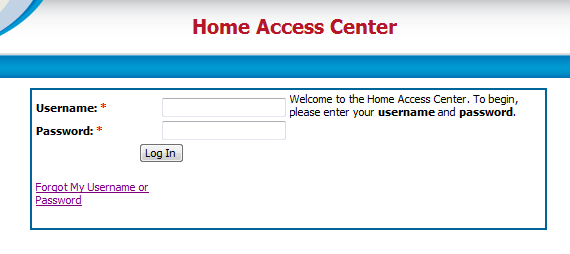 Home Access Center
Username: *
Welcome to the Home Access Center. To begin,
please enter your username and password.
Password: *
Log In
Forgot My Username or
Password